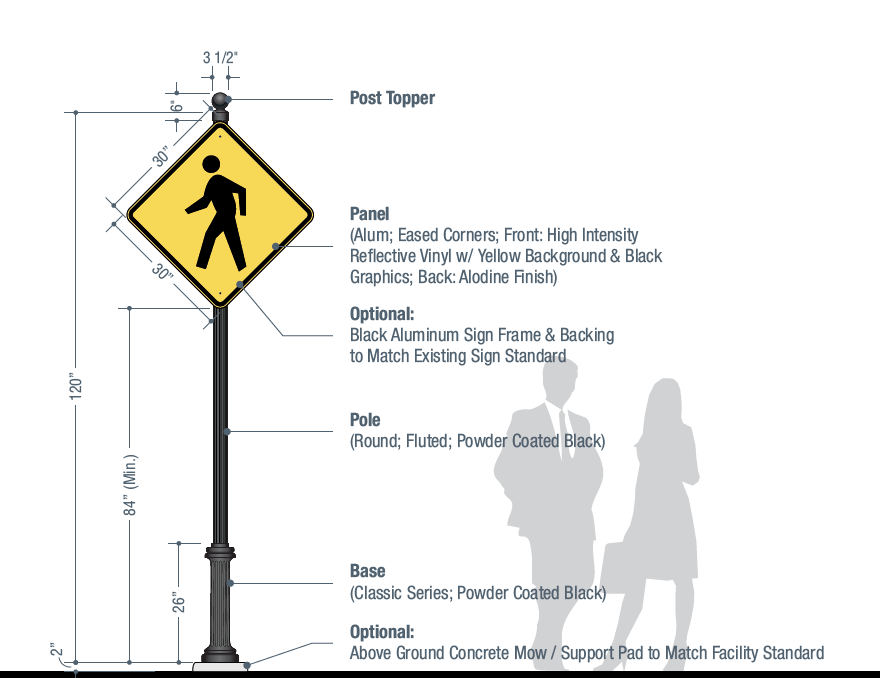 3 1/2"
Post Topper
6"
30”
Panel
(Alum; Eased Corners; Front: High Intensity
Reflective Vinyl w/ Yellow Background & Black
Graphics; Back: Alodine Finish)
30”
Optional:
Black Aluminum Sign Frame & Backing
to Match Existing Sign Standard
120”
Pole
(Round; Fluted; Powder Coated Black)
84” (Min.)
Base
(Classic Series; Powder Coated Black)
26”
Optional:
Above Ground Concrete Mow / Support Pad to Match Facility Standard
2”